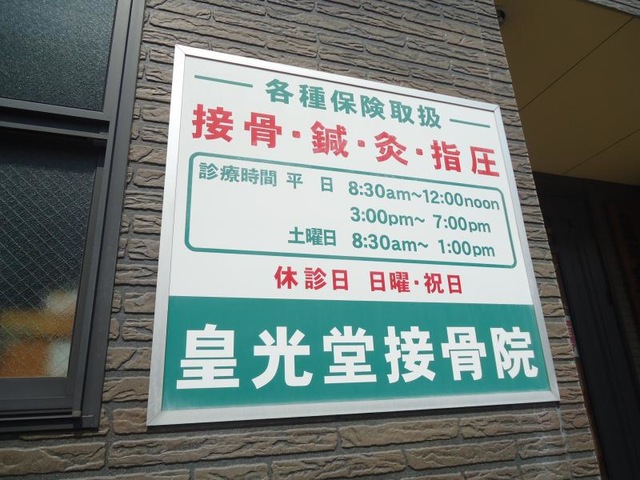 各種保険取扱
接骨・鍼・灸・指圧
診療時間 平 日 8:30am~12:00noon
3:00pm~ 7:00pm
土曜日 8:30am~ 1:00pm
休診日 日曜・祝日
皇光堂接骨院